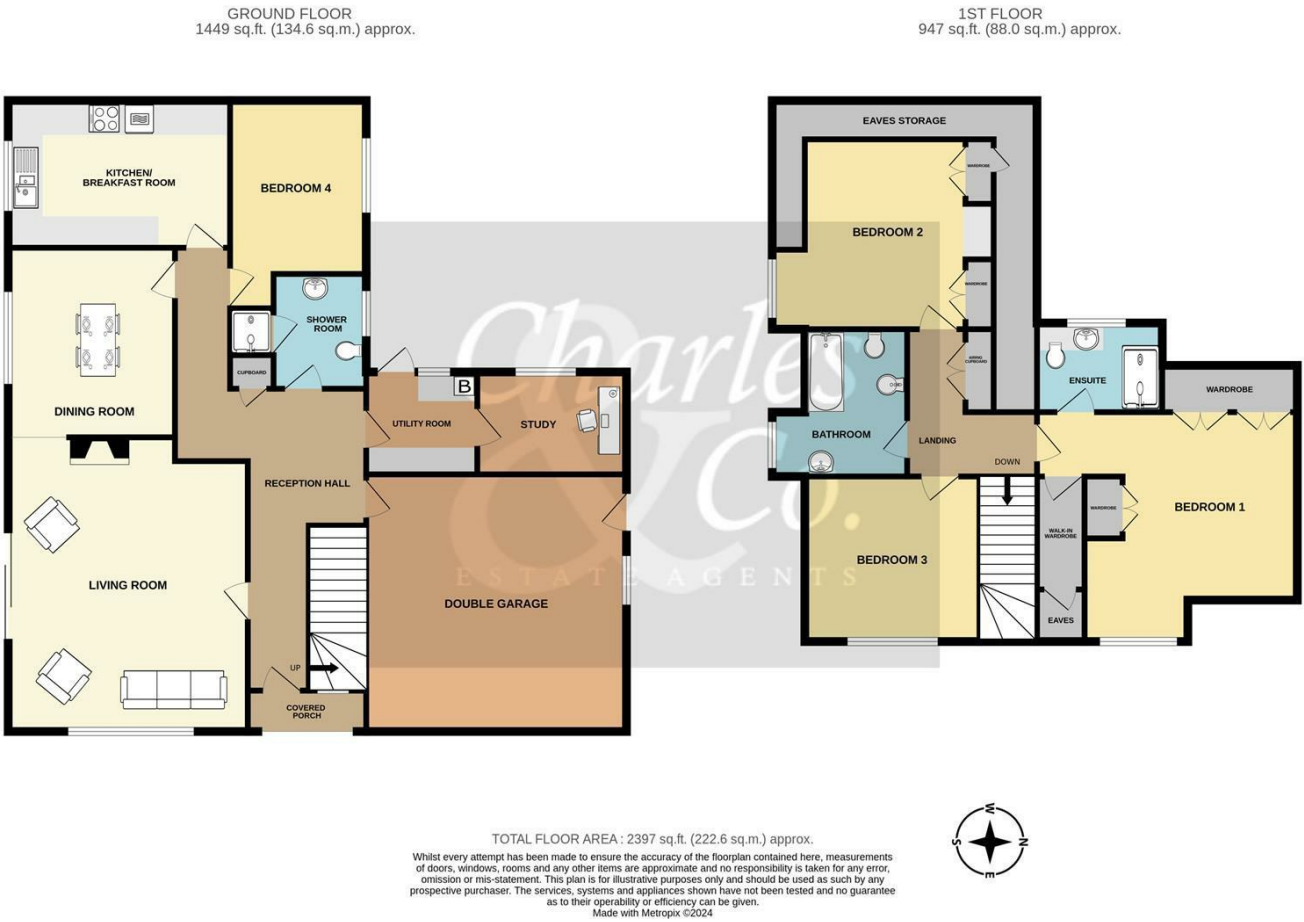 GROUND FLOOR
1449 sq.ft. (134.6 sq.m.) approx.
1ST FLOOR
947 sq.ft. (88.0 sq.m.) approx.
KITCHEN/
BREAKFAST ROOM
BEDROOM 4
SHOWER
ROOM
CUPBOARD
DINING ROOM
B
UTILITY ROOM
STUDY
RECEPTION HALL
LIVING ROOM
DOUBLE GARAGE
UP
COVERED
PORCH
EAVES STORAGE
WARDROBE
BEDROOM 2
WARDROBE
AIRING
CUPBOARD
ENSUITE
WARDROBE
BATHROOM
LANDING
DOWN
WARDROBE
BEDROOM 1
WALK-IN
WARDROBE
BEDROOM 3
EAVES
Charles
& Co.
ESTATE AGENTS
W
S
N
E
TOTAL FLOOR AREA : 2397 sq.ft. (222.6 sq.m.) approx.
Whilst every attempt has been made to ensure the accuracy of the floorplan contained here, measurements
of doors, windows, rooms and any other items are approximate and no responsibility is taken for any error,
omission or mis-statement. This plan is for illustrative purposes only and should be used as such by any
prospective purchaser. The services, systems and appliances shown have not been tested and no guarantee
as to their operability or efficiency can be given.
Made with Metropix ©2024